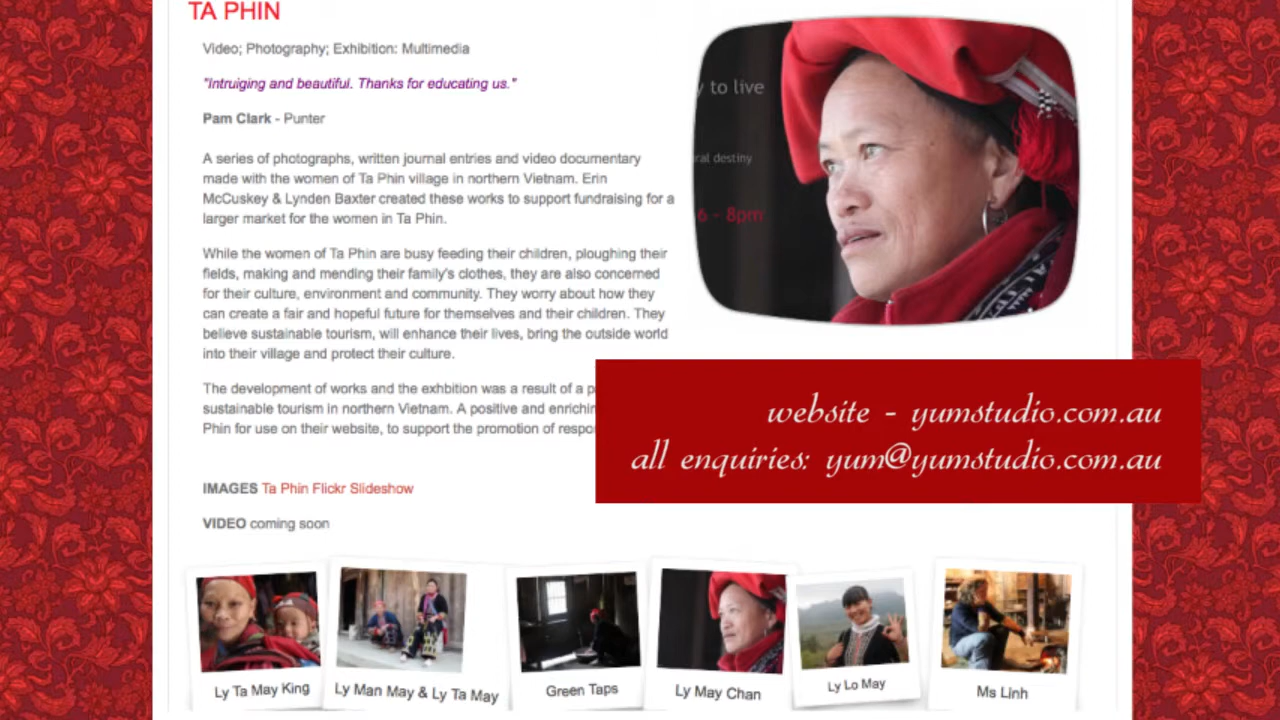 TA PHIN
Video; Photography; Exhibition: Multimedia
"Intruiging and beautiful. Thanks for educating us."
Pam Clark - Punter
A series of photographs, written journal entries and video documentary
made with the women of Ta Phin village in northern Vietnam. Erin
McCuskey & Lynden Baxter created these works to support fundraising for a
larger market for the women in Ta Phin.
While the women of Ta Phin are busy feeding their children, ploughing their
fields, making and mending their family's clothes, they are also concerned
for their culture, environment and community. They worry about how they
can create a fair and hopeful future for themselves and their children. They
believe sustainable tourism, will enhance their lives, bring the outside world
into their village and protect their culture.
The development of works and the exhbition was a result of a p
sustainable tourism in northern Vietnam. A positive and enrichin
Phin for use on their website, to support the promotion of respo
IMAGES Ta Phin Flickr Slideshow
VIDEO coming soon
y to live
ral destiny
6 - 8pm
website - yumstudio.com.au
all enquiries: yum@yumstudio.com.au
Ly Ta May King
Ly Man May & Ly Ta May
Green Taps
Ly May Chan
Ly Lo May
Ms Linh